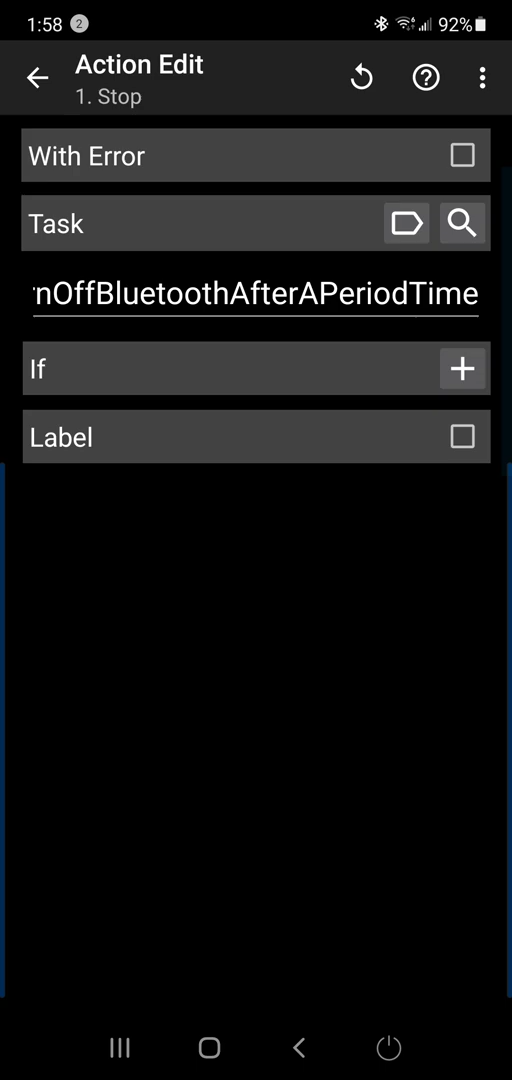 1:58 2 92%
Action Edit
1. Stop
With Error
Task
nOffBluetoothAfterAPeriodTime
If
Label